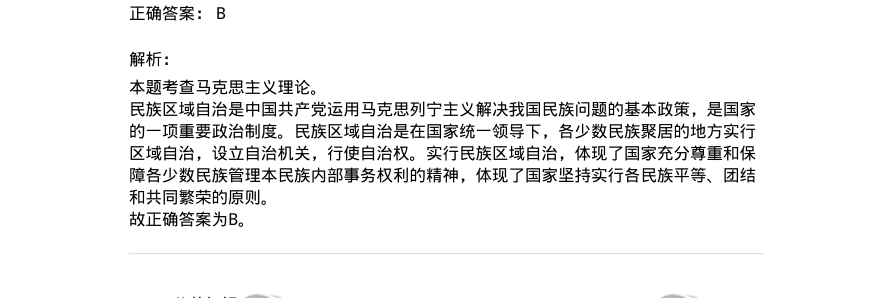 正确答案： B
解析：
本题考查马克思主义理论。
民族区域自治是中国共产党运用马克思列宁主义解决我国民族问题的基本政策，是国家
的一项重要政治制度。民族区域自治是在国家统一领导下，各少数民族聚居的地方实行
区域自治，设立自治机关，行使自治权。实行民族区域自治，体现了国家充分尊重和保
障各少数民族管理本民族内部事务权利的精神，体现了国家坚持实行各民族平等、团结
和共同繁荣的原则。
故正确答案为B。